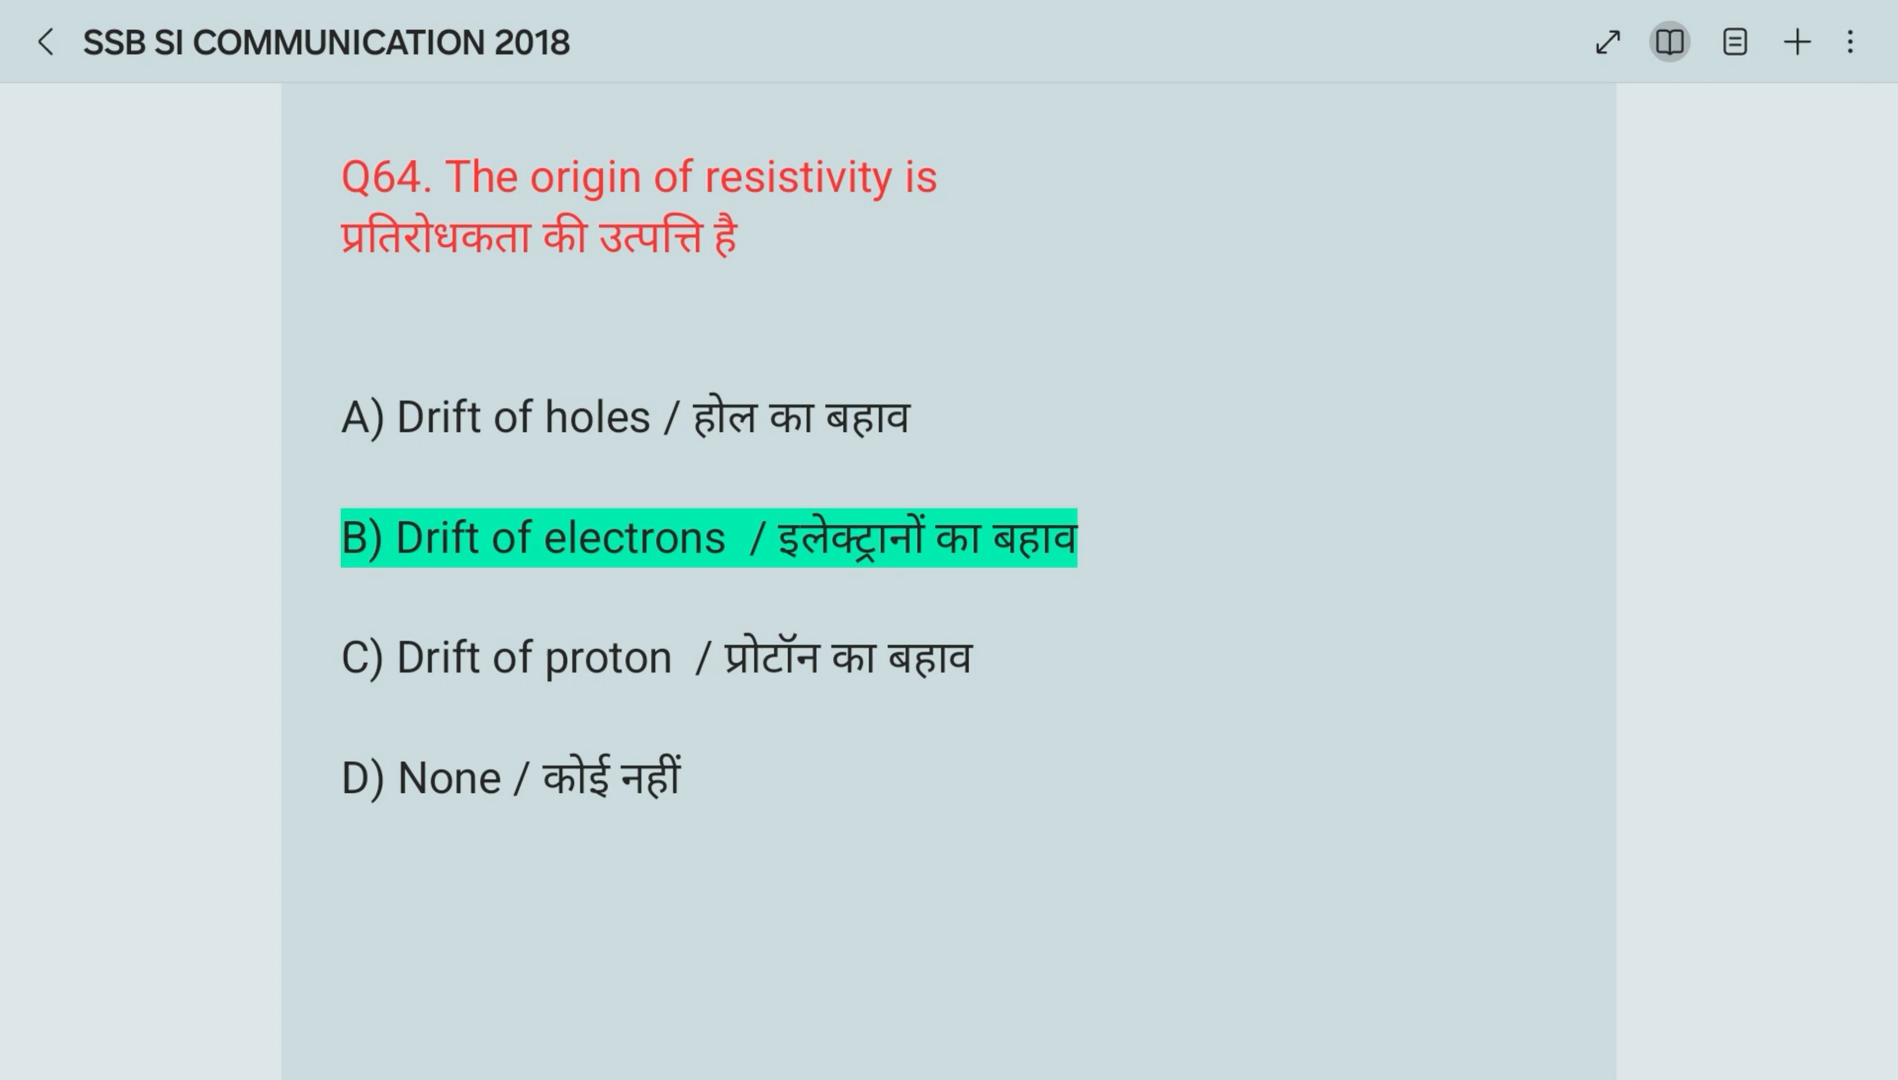 SSB SI COMMUNICATION 2018
Q64. The origin of resistivity is
प्रतिरोधकता की उत्पत्ति है
A) Drift of holes / होल का बहाव
B) Drift of electrons / इलेक्ट्रानों का बहाव
C) Drift of proton / प्रोटॉन का बहाव
D) None / कोई नहीं